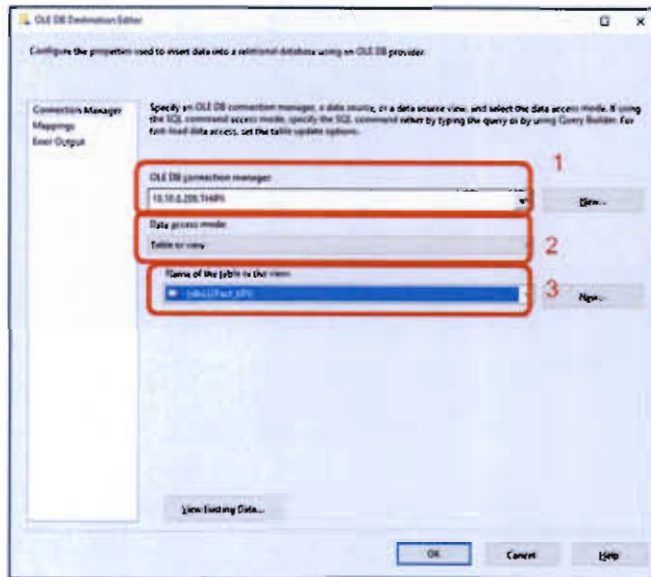 OLE DB Destination Editor
Configure the properties used to insert data into a relational database using an OLE DB provider.
Connection Manager
Mappings
Error Output
Specify an OLE DB connection manager, a data source, or a data source view, and select the data access mode. If using
the SQL command access mode, specify the SQL command either by typing the query or by using Query Builder. For
fast-load data access, set the table update options.
1
OLE DB connection manager:
New...
Data access mode:
Table or view
2
Name of the table or the view:
3
New...
View Existing Data...
OK
Cancel
Help